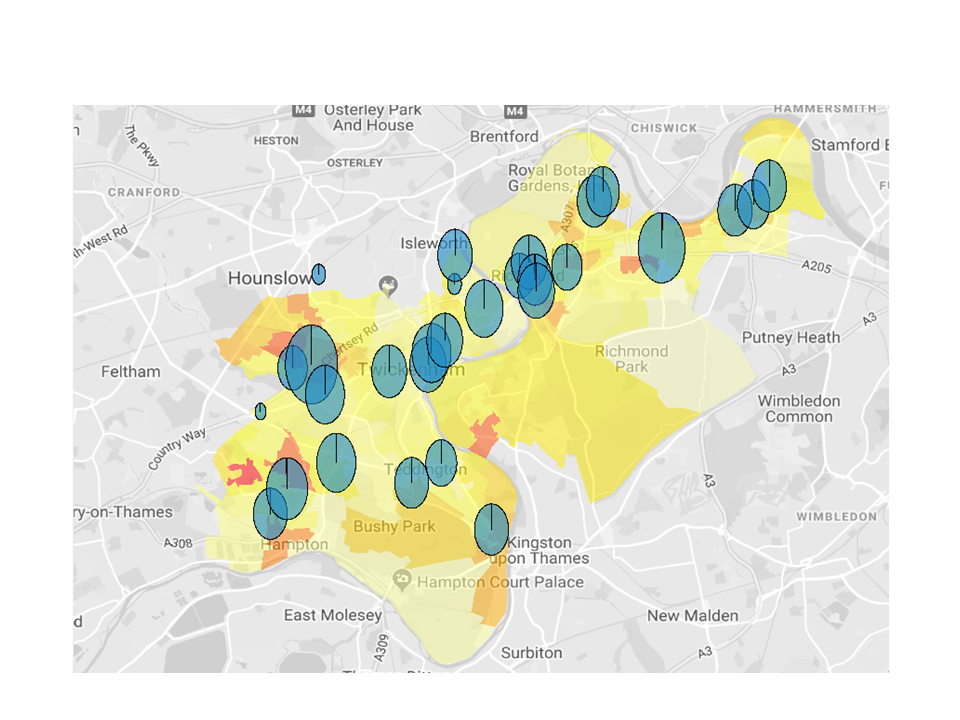 M4
Osterley Park
And House
M4
HAMMERSMITH
Brentford
CHISWICK
The Pkwy
HESTON
Stamford B
OSTERLEY
Royal Botan
Gardens,
CRANFORD
A307
th-West Rd
Isleworth
Hounslow
A205
A3
Putney Heath
Richmond
Park
Feltham
Twickenham
A3
Wimbledon
Common
Country Way
Teddington
A3
ry-on-Thames
WIMBLEDON
Bushy Park
A308
Hampton
Kingston
upon Thames
Hampton Court Palace
East Molesey
New Malden
A309
Surbiton
A3